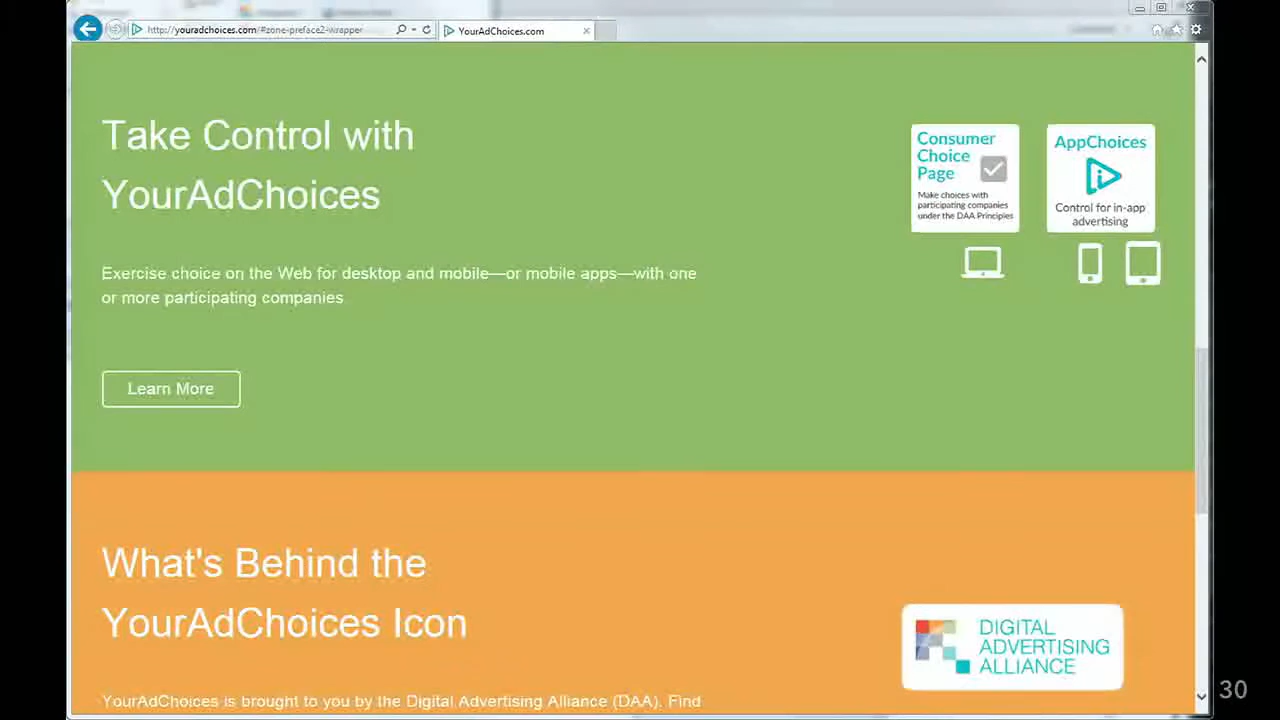 http://youradchoices.com/#zone-preface2-wrapper
YourAdChoices.com
Take Control with
YourAdChoices
Exercise choice on the Web for desktop and mobile—or mobile apps—with one
or more participating companies
Learn More
Consumer
Choice
Page
Make choices with
participating companies
under the DAA Principles
AppChoices
Control for in-app
advertising
What's Behind the
YourAdChoices Icon
YourAdChoices is brought to you by the Digital Advertising Alliance (DAA). Find
DIGITAL
ADVERTISING
ALLIANCE
30